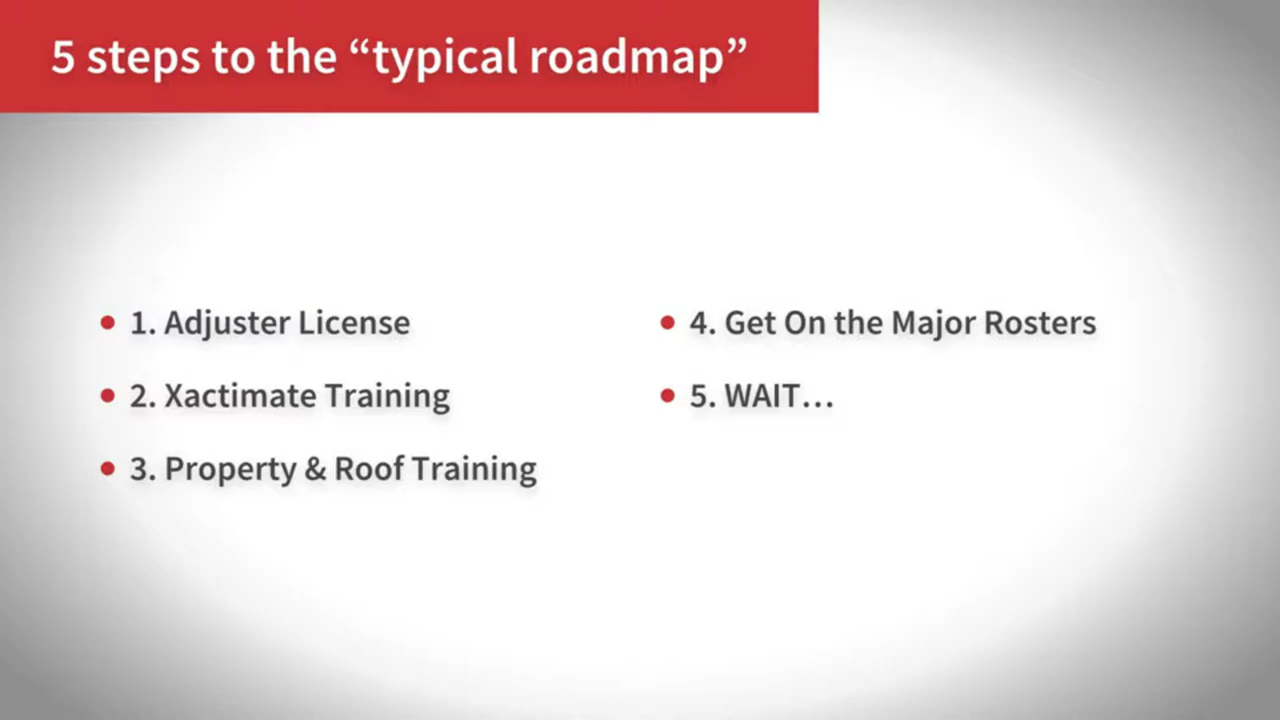 5 steps to the “typical roadmap”
• 1. Adjuster License
• 2. Xactimate Training
• 3. Property & Roof Training
• 4. Get On the Major Rosters
• 5. WAIT…